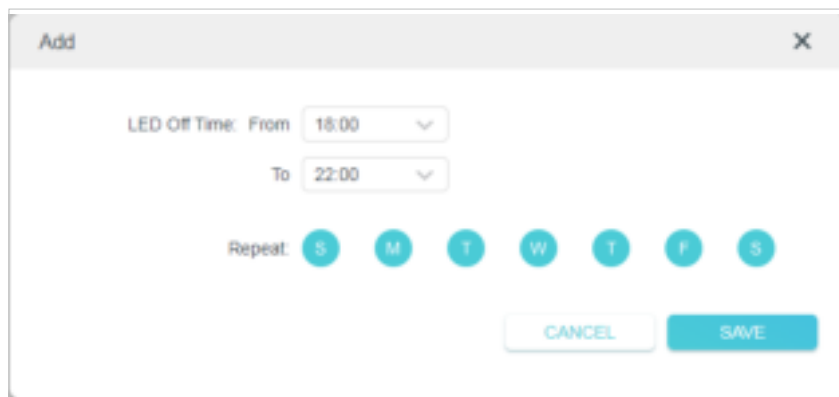 Add
LED Off Time: From 18:00
To 22:00
Repeat: S M T W T F S
CANCEL SAVE